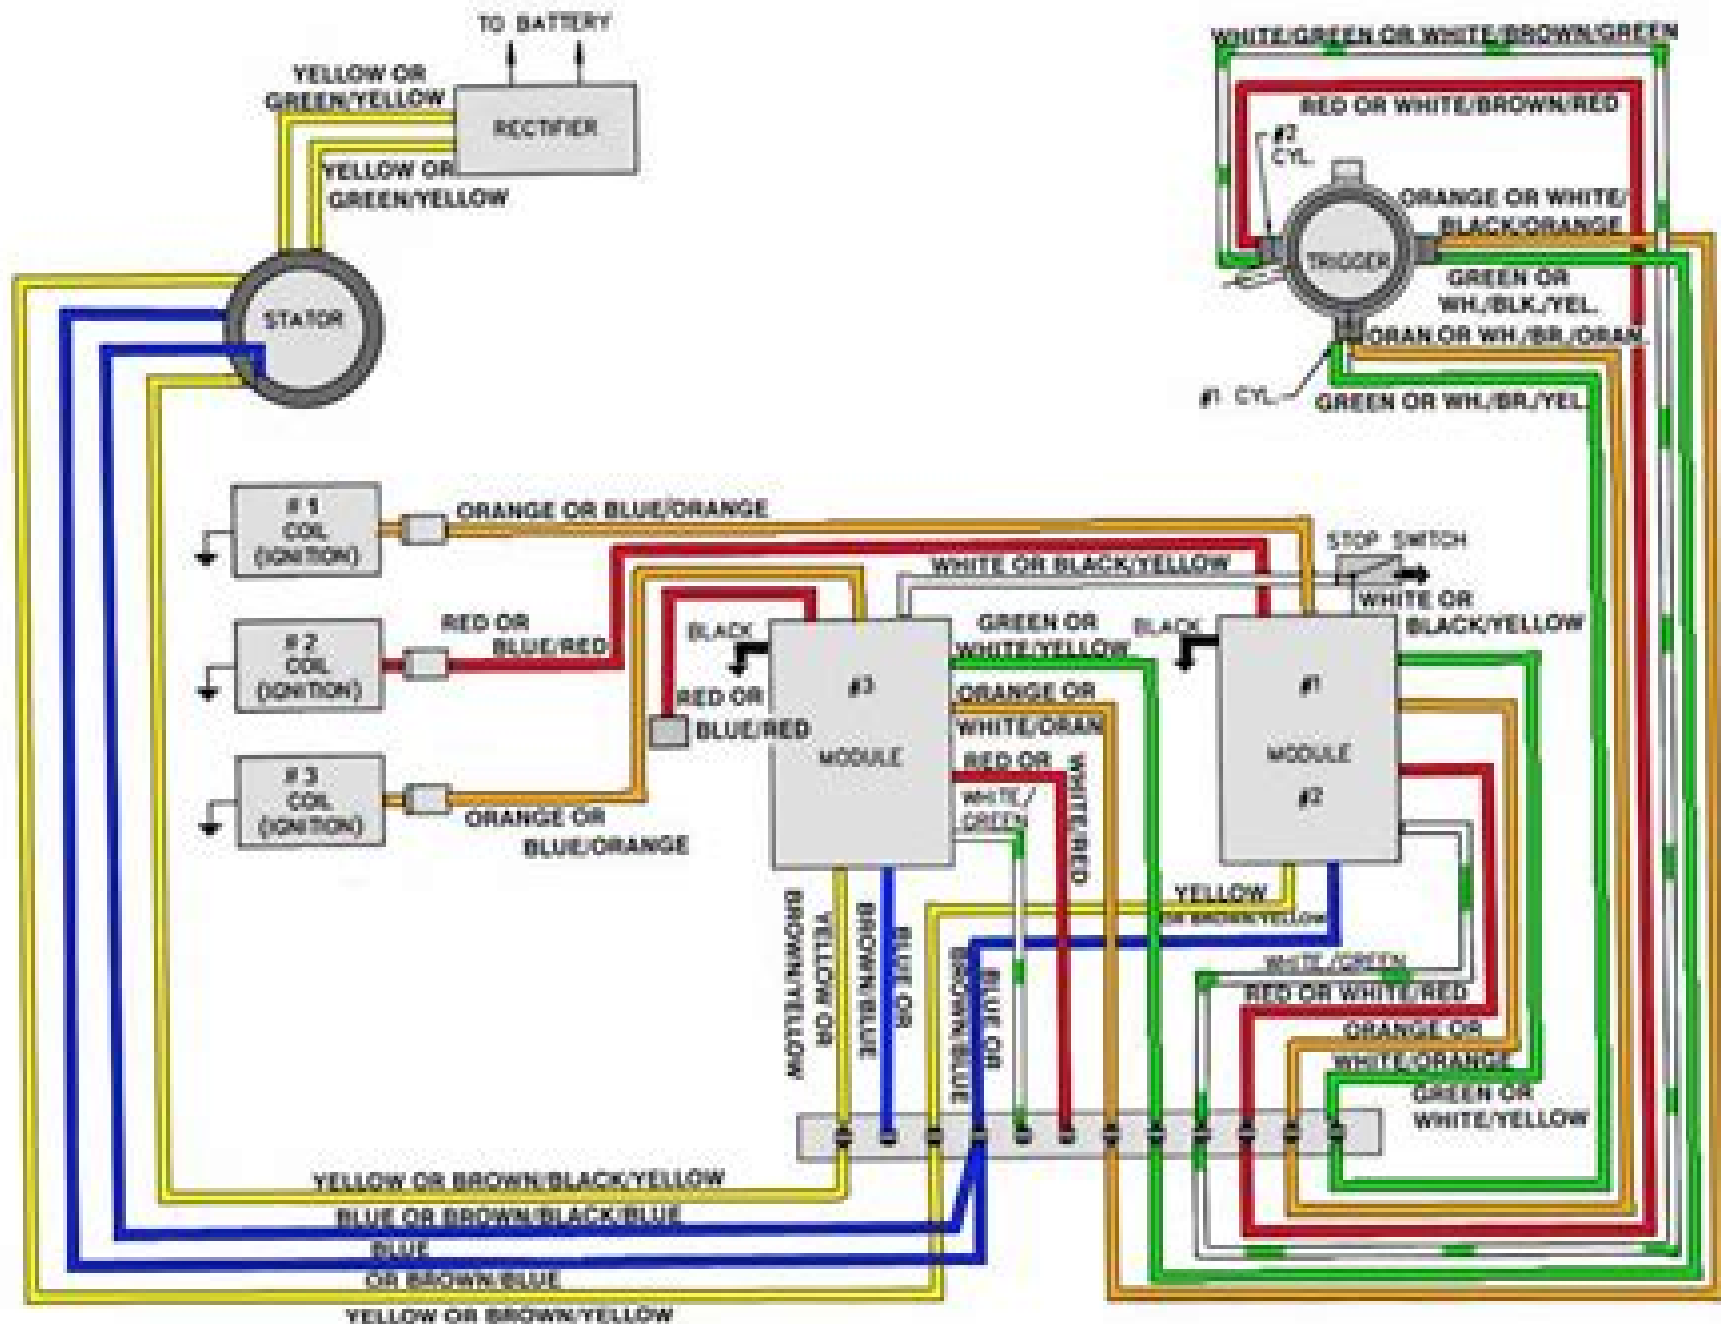 TO BATTERY
YELLOW OR
GREEN/YELLOW
RECTIFIER
YELLOW OR
GREEN/YELLOW
STATOR
WHITE/GREEN OR WHITE/BROWN/GREEN
RED OR WHITE/BROWN/RED
#2
CYL.
ORANGE OR WHITE/
BLACK/ORANGE
TRIGGER
GREEN OR
WH./BLK./YEL.
ORAN OR WH./BR./ORAN.
#1 CYL.
GREEN OR WH./BR./YEL.
# 1
COIL
(IGNITION)
ORANGE OR BLUE/ORANGE
STOP SWITCH
WHITE OR BLACK/YELLOW
WHITE OR
BLACK/YELLOW
# 2
COIL
(IGNITION)
RED OR
BLUE/RED
BLACK
GREEN OR
WHITE/YELLOW
BLACK
#3
MODULE
RED OR
BLUE/RED
ORANGE OR
WHITE/ORAN
RED OR
WHITE/RED
WHITE/
GREEN
#1
MODULE
#2
# 3
COIL
(IGNITION)
ORANGE OR
BLUE/ORANGE
YELLOW
OR BROWN/YELLOW
YELLOW OR
BROWN/YELLOW
BLUE OR
BROWN/BLUE
BLUE OR
BROWN/BLUE
WHITE/GREEN
RED OR WHITE/RED
ORANGE OR
WHITE/ORANGE
GREEN OR
WHITE/YELLOW
YELLOW OR BROWN/BLACK/YELLOW
BLUE OR BROWN/BLACK/BLUE
BLUE
OR BROWN/BLUE
YELLOW OR BROWN/YELLOW